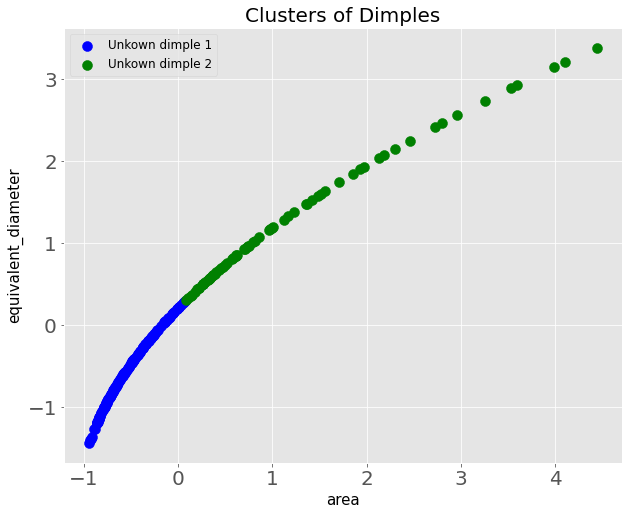 Clusters of Dimples
Unkown dimple 1
Unkown dimple 2
equivalent_diameter
3
2
1
0
−1
−1 0 1 2 3 4
area